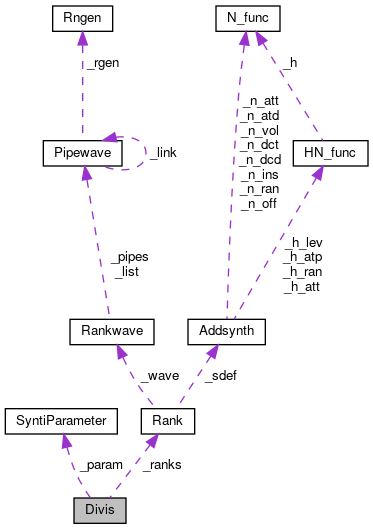 Rngen
N_func
_rgen
_h
_n_att
_n_atd
_n_vol
_n_dct
_n_dcd
_n_ins
_n_ran
_n_off
Pipewave
_link
HN_func
_pipes
_list
_h_lev
_h_atp
_h_ran
_h_att
Rankwave
Addsynth
_wave
_sdef
SyntiParameter
Rank
_param
_ranks
Divis